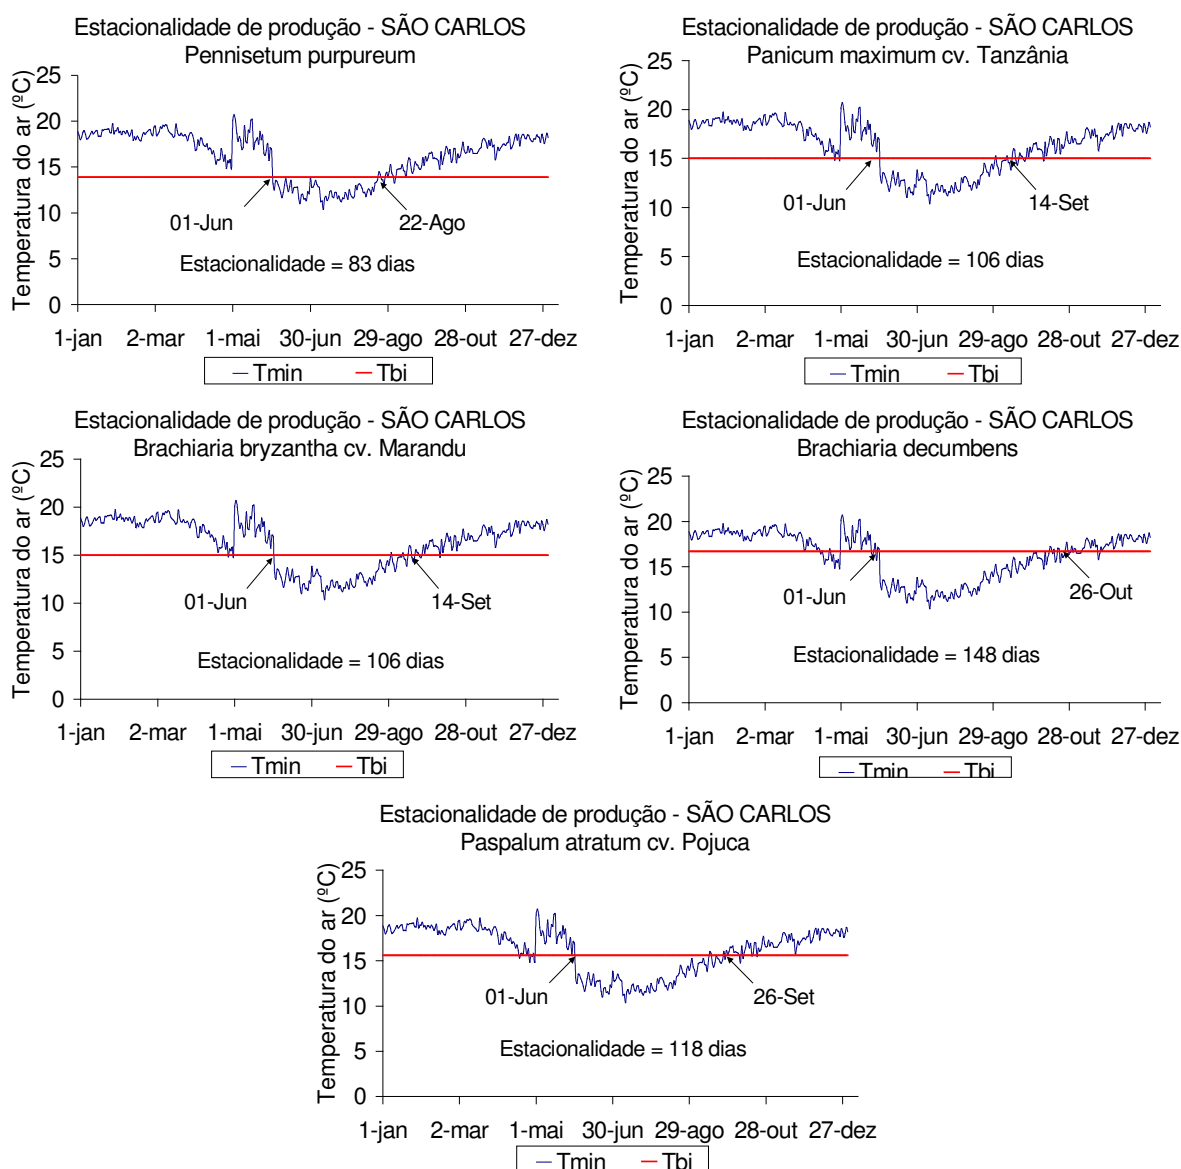 Estacionalidade de produção - SÃO CARLOS
Pennisetum purpureum
Temperatura do ar (ºC)
25
20
15
10
5
0
01-Jun
22-Ago
Estacionalidade = 83 dias
1-jan 2-mar 1-mai 30-jun 29-ago 28-out 27-dez
Tmin Tbi
Estacionalidade de produção - SÃO CARLOS
Panicum maximum cv. Tanzânia
Temperatura do ar (ºC)
25
20
15
10
5
0
01-Jun
14-Set
Estacionalidade = 106 dias
1-jan 2-mar 1-mai 30-jun 29-ago 28-out 27-dez
Tmin Tbi
Estacionalidade de produção - SÃO CARLOS
Brachiaria bryzantha cv. Marandu
Temperatura do ar (ºC)
25
20
15
10
5
0
01-Jun
14-Set
Estacionalidade = 106 dias
1-jan 2-mar 1-mai 30-jun 29-ago 28-out 27-dez
Tmin Tbi
Estacionalidade de produção - SÃO CARLOS
Brachiaria decumbens
Temperatura do ar (ºC)
25
20
15
10
5
0
01-Jun
26-Out
Estacionalidade = 148 dias
1-jan 2-mar 1-mai 30-jun 29-ago 28-out 27-dez
Tmin Tbi
Estacionalidade de produção - SÃO CARLOS
Paspalum atratum cv. Pojuca
Temperatura do ar (ºC)
25
20
15
10
5
0
01-Jun
26-Set
Estacionalidade = 118 dias
1-jan 2-mar 1-mai 30-jun 29-ago 28-out 27-dez
Tmin Tbi